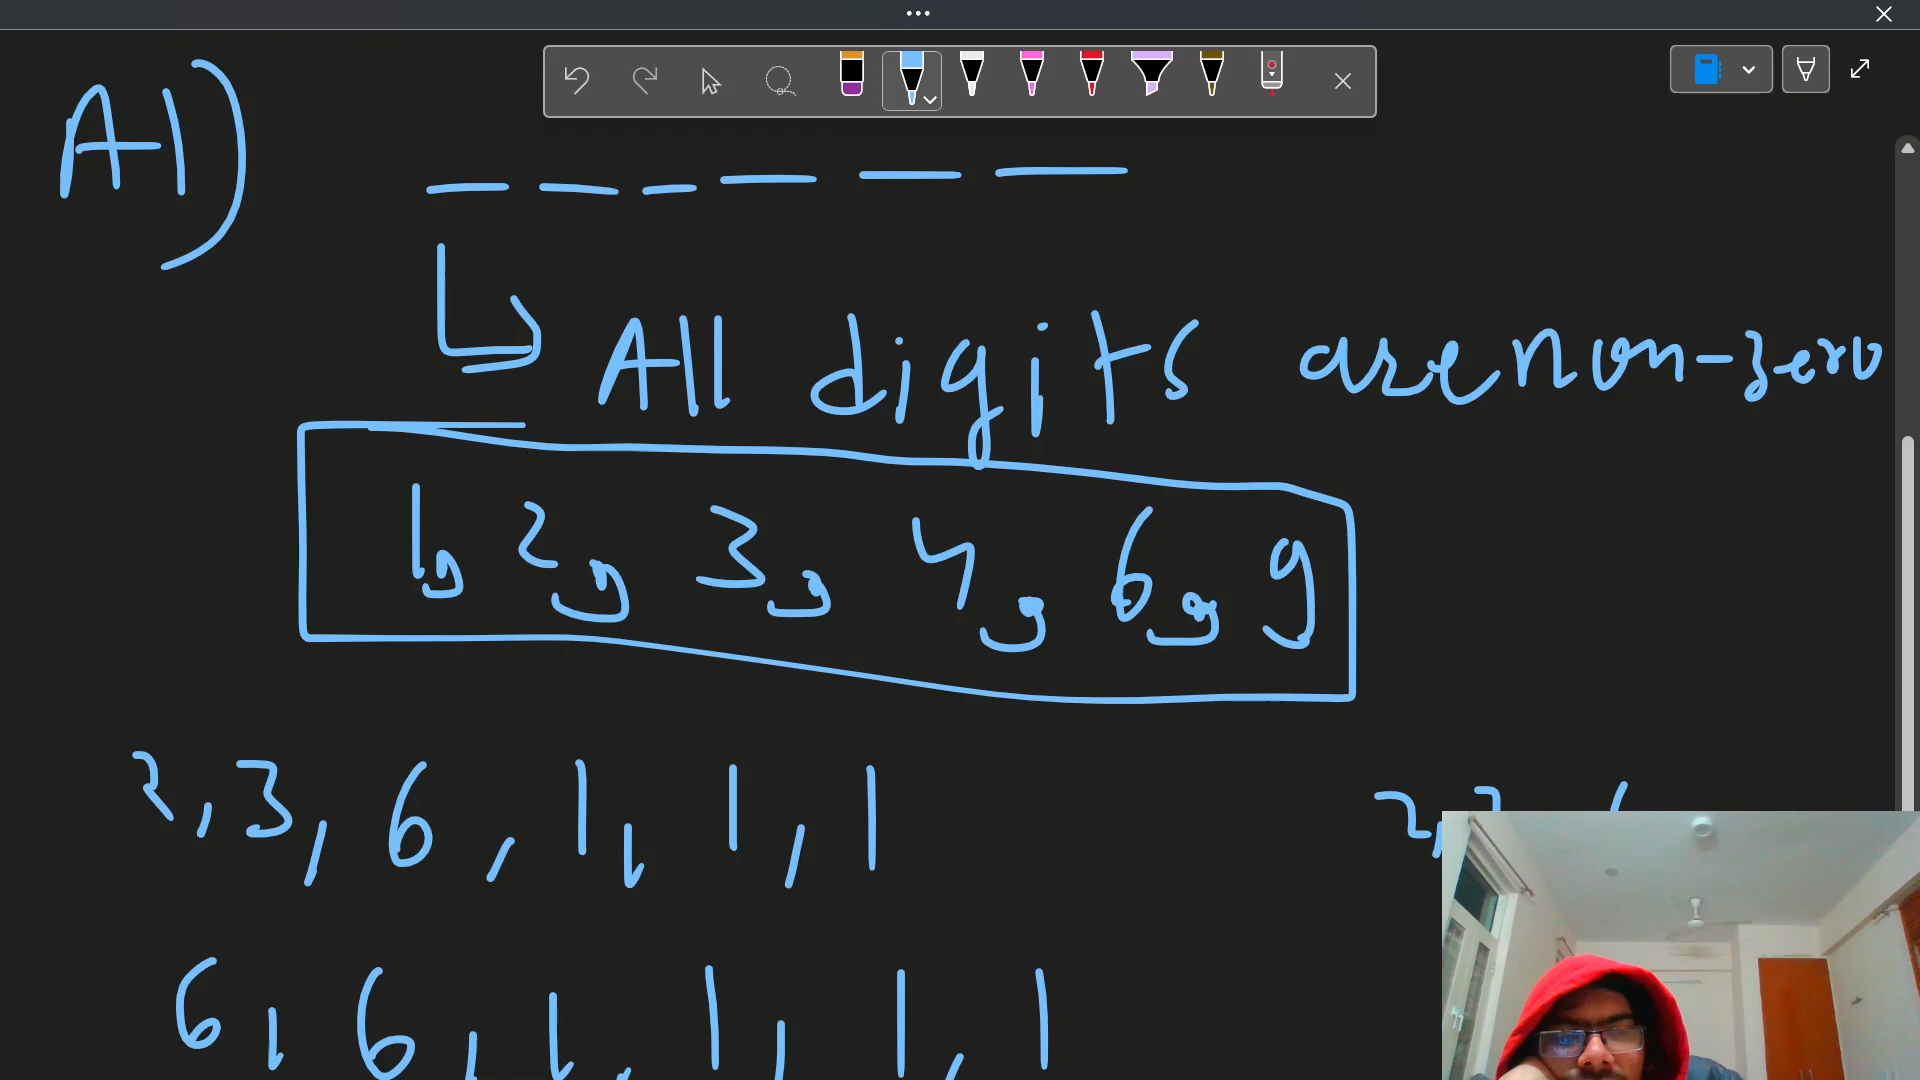 A1)
All digits are non-zero
1, 2, 3, 4, 6, 9
2, 3, 6, 1, 1, 1
6, 6, 1, 1, 1, 1